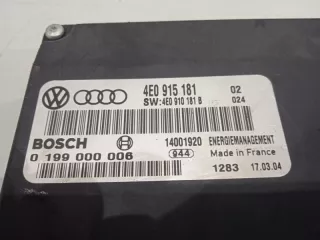 4E0 915 181 02
SW: 4E0 910 181 B 024
BOSCH 14001920 ENERGIEMANAGEMENT
0 199 000 006 944 Made in France
1283 17.03.04